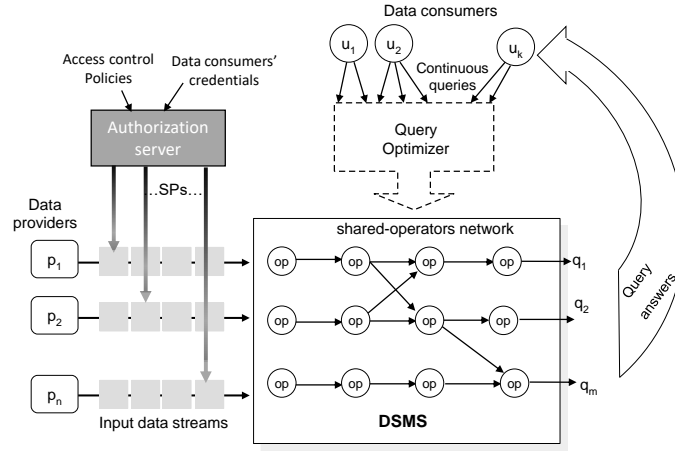 Data consumers
u1
u2
uk
Access control
Policies
Data consumers'
credentials
Continuous
queries
Authorization
server
Query
Optimizer
...SPs...
Data
providers
shared-operators network
p1
op
op
op
op
q1
p2
op
op
op
op
q2
pn
op
op
op
op
qm
Query
answers
Input data streams
DSMS